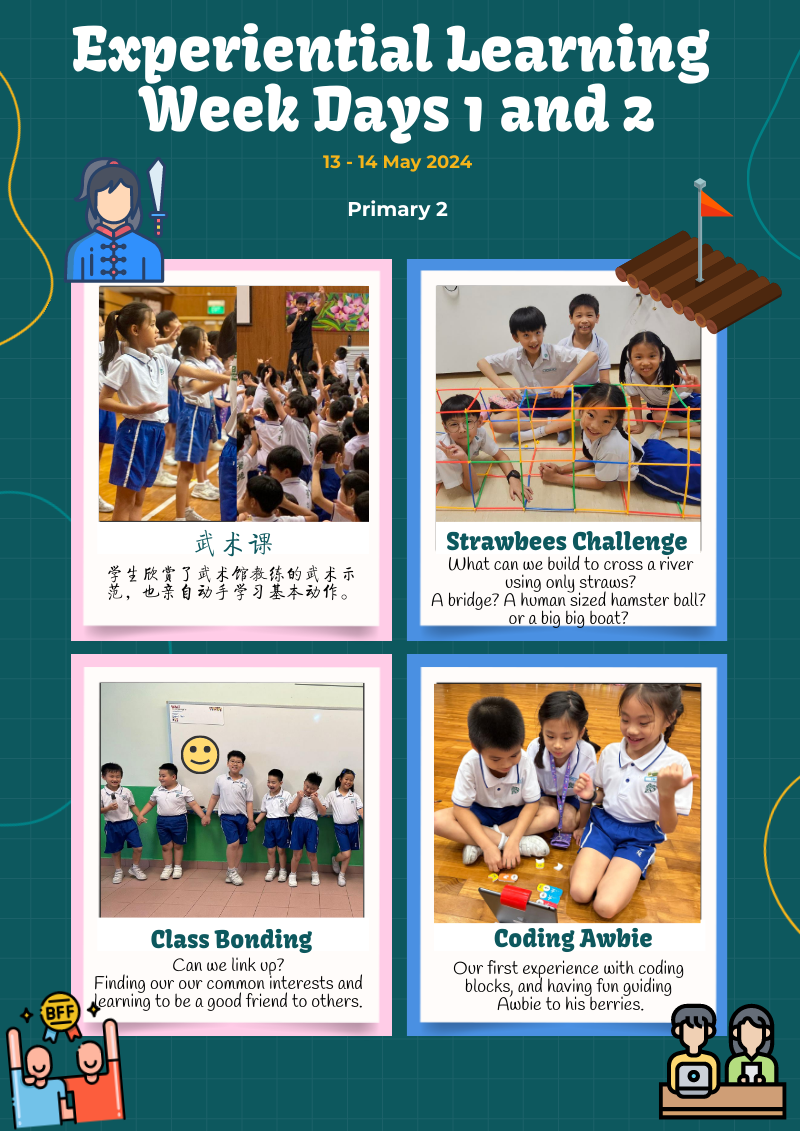 Experiential Learning
Week Days 1 and 2
13 - 14 May 2024
Primary 2
武术课
学生欣赏了武术馆教练的武术示
范，也亲自动手学习基本动作。
Strawbees Challenge
What can we build to cross a river
using only straws?
A bridge? A human sized hamster ball?
or a big big boat?
Class Bonding
Can we link up?
Finding our our common interests and
learning to be a good friend to others.
Coding Awbie
Our first experience with coding
blocks, and having fun guiding
Awbie to his berries.
BFF